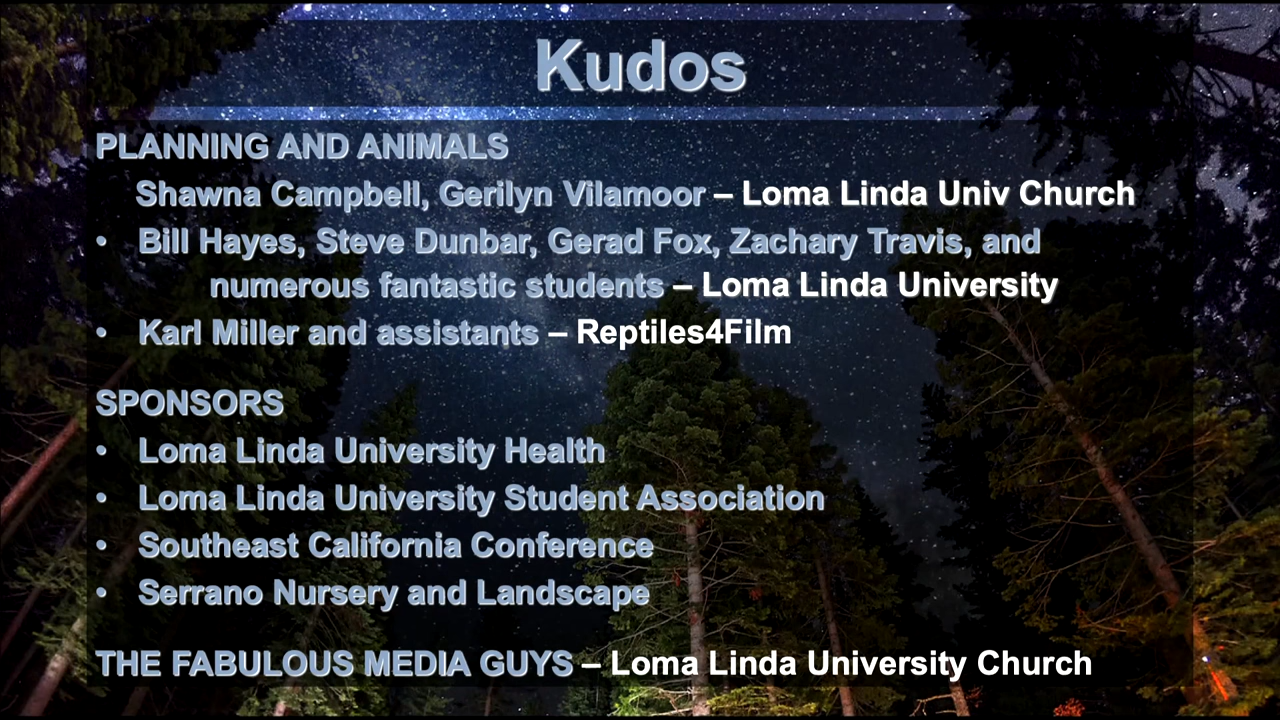 Kudos
PLANNING AND ANIMALS
Shawna Campbell, Gerilyn Vilamoor – Loma Linda Univ Church
• Bill Hayes, Steve Dunbar, Gerad Fox, Zachary Travis, and
numerous fantastic students – Loma Linda University
• Karl Miller and assistants – Reptiles4Film
SPONSORS
• Loma Linda University Health
• Loma Linda University Student Association
• Southeast California Conference
• Serrano Nursery and Landscape
THE FABULOUS MEDIA GUYS – Loma Linda University Church